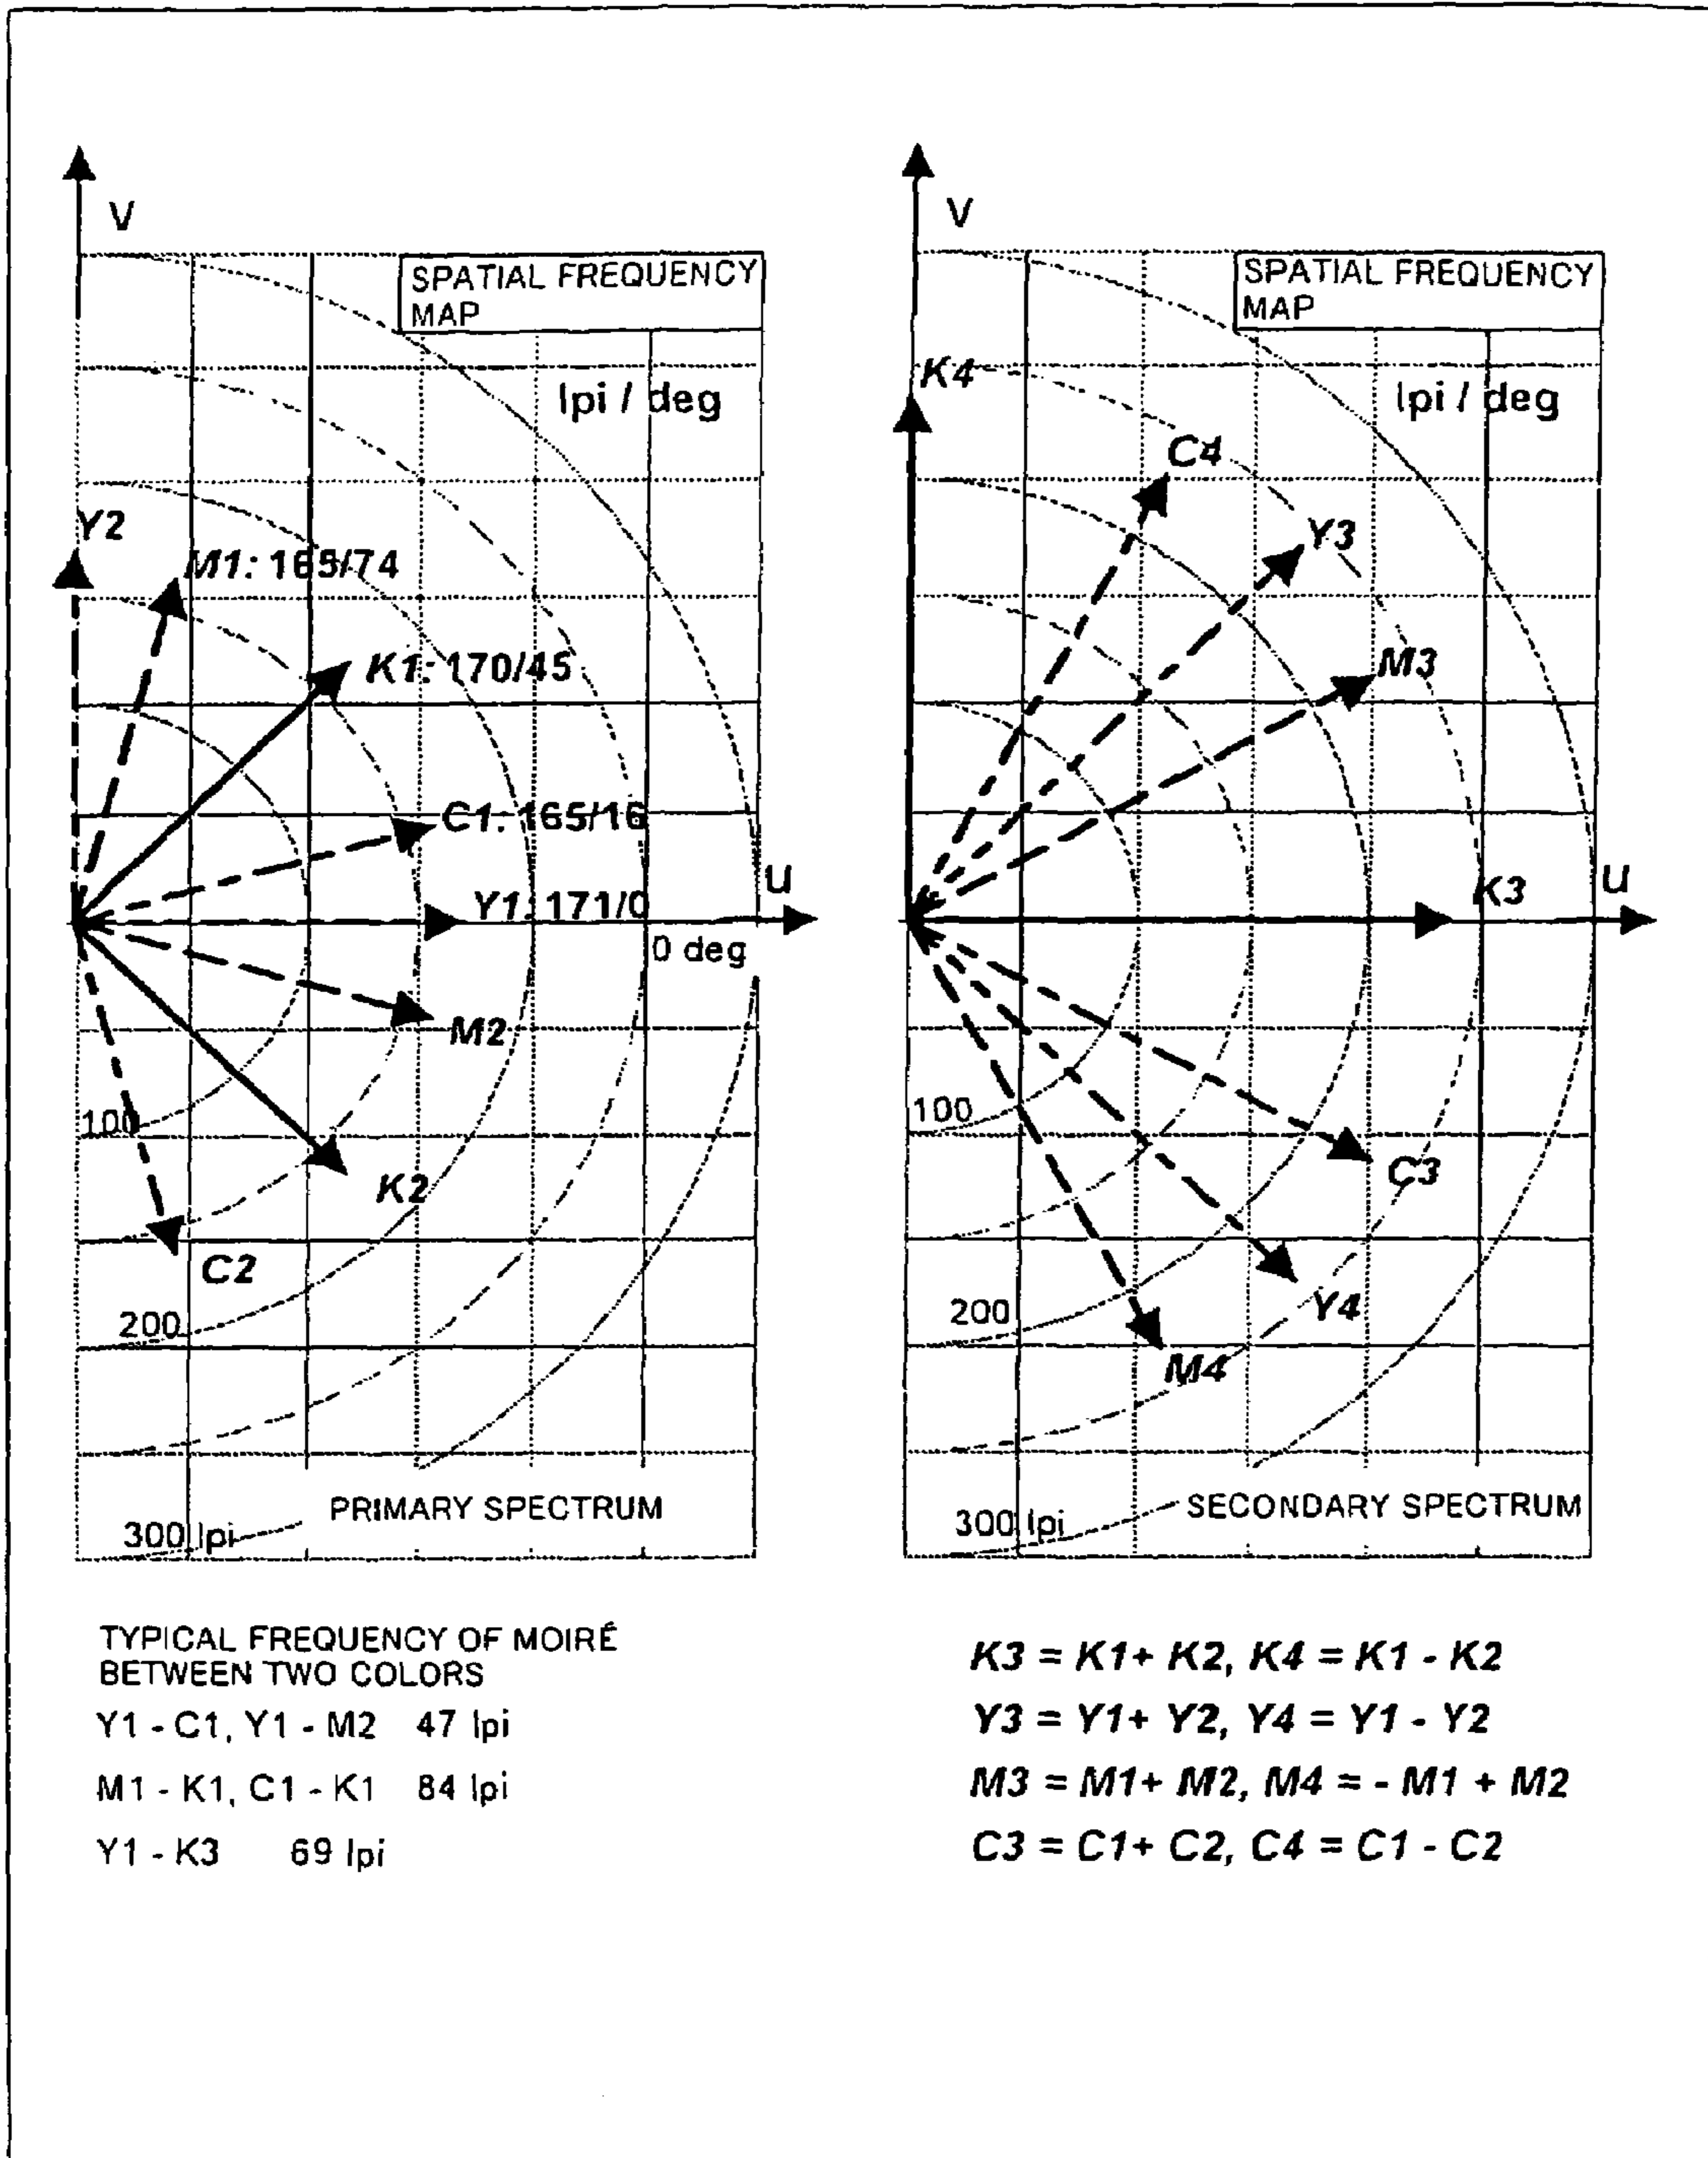 V
SPATIAL FREQUENCY
MAP
lpi / deg
Y2
M1: 165/74
K1: 170/45
C1: 165/16
u
Y1: 171/0
0 deg
M2
100
K2
C2
200
PRIMARY SPECTRUM
300 lpi
V
SPATIAL FREQUENCY
MAP
K4
lpi / deg
C4
Y3
M3
u
K3
100
C3
200
Y4
M4
SECONDARY SPECTRUM
300 lpi
TYPICAL FREQUENCY OF MOIRÉ
BETWEEN TWO COLORS
Y1 - C1, Y1 - M2 47 lpi
M1 - K1, C1 - K1 84 lpi
Y1 - K3 69 lpi
K3 = K1+ K2, K4 = K1 - K2
Y3 = Y1+ Y2, Y4 = Y1 - Y2
M3 = M1+ M2, M4 = - M1 + M2
C3 = C1+ C2, C4 = C1 - C2